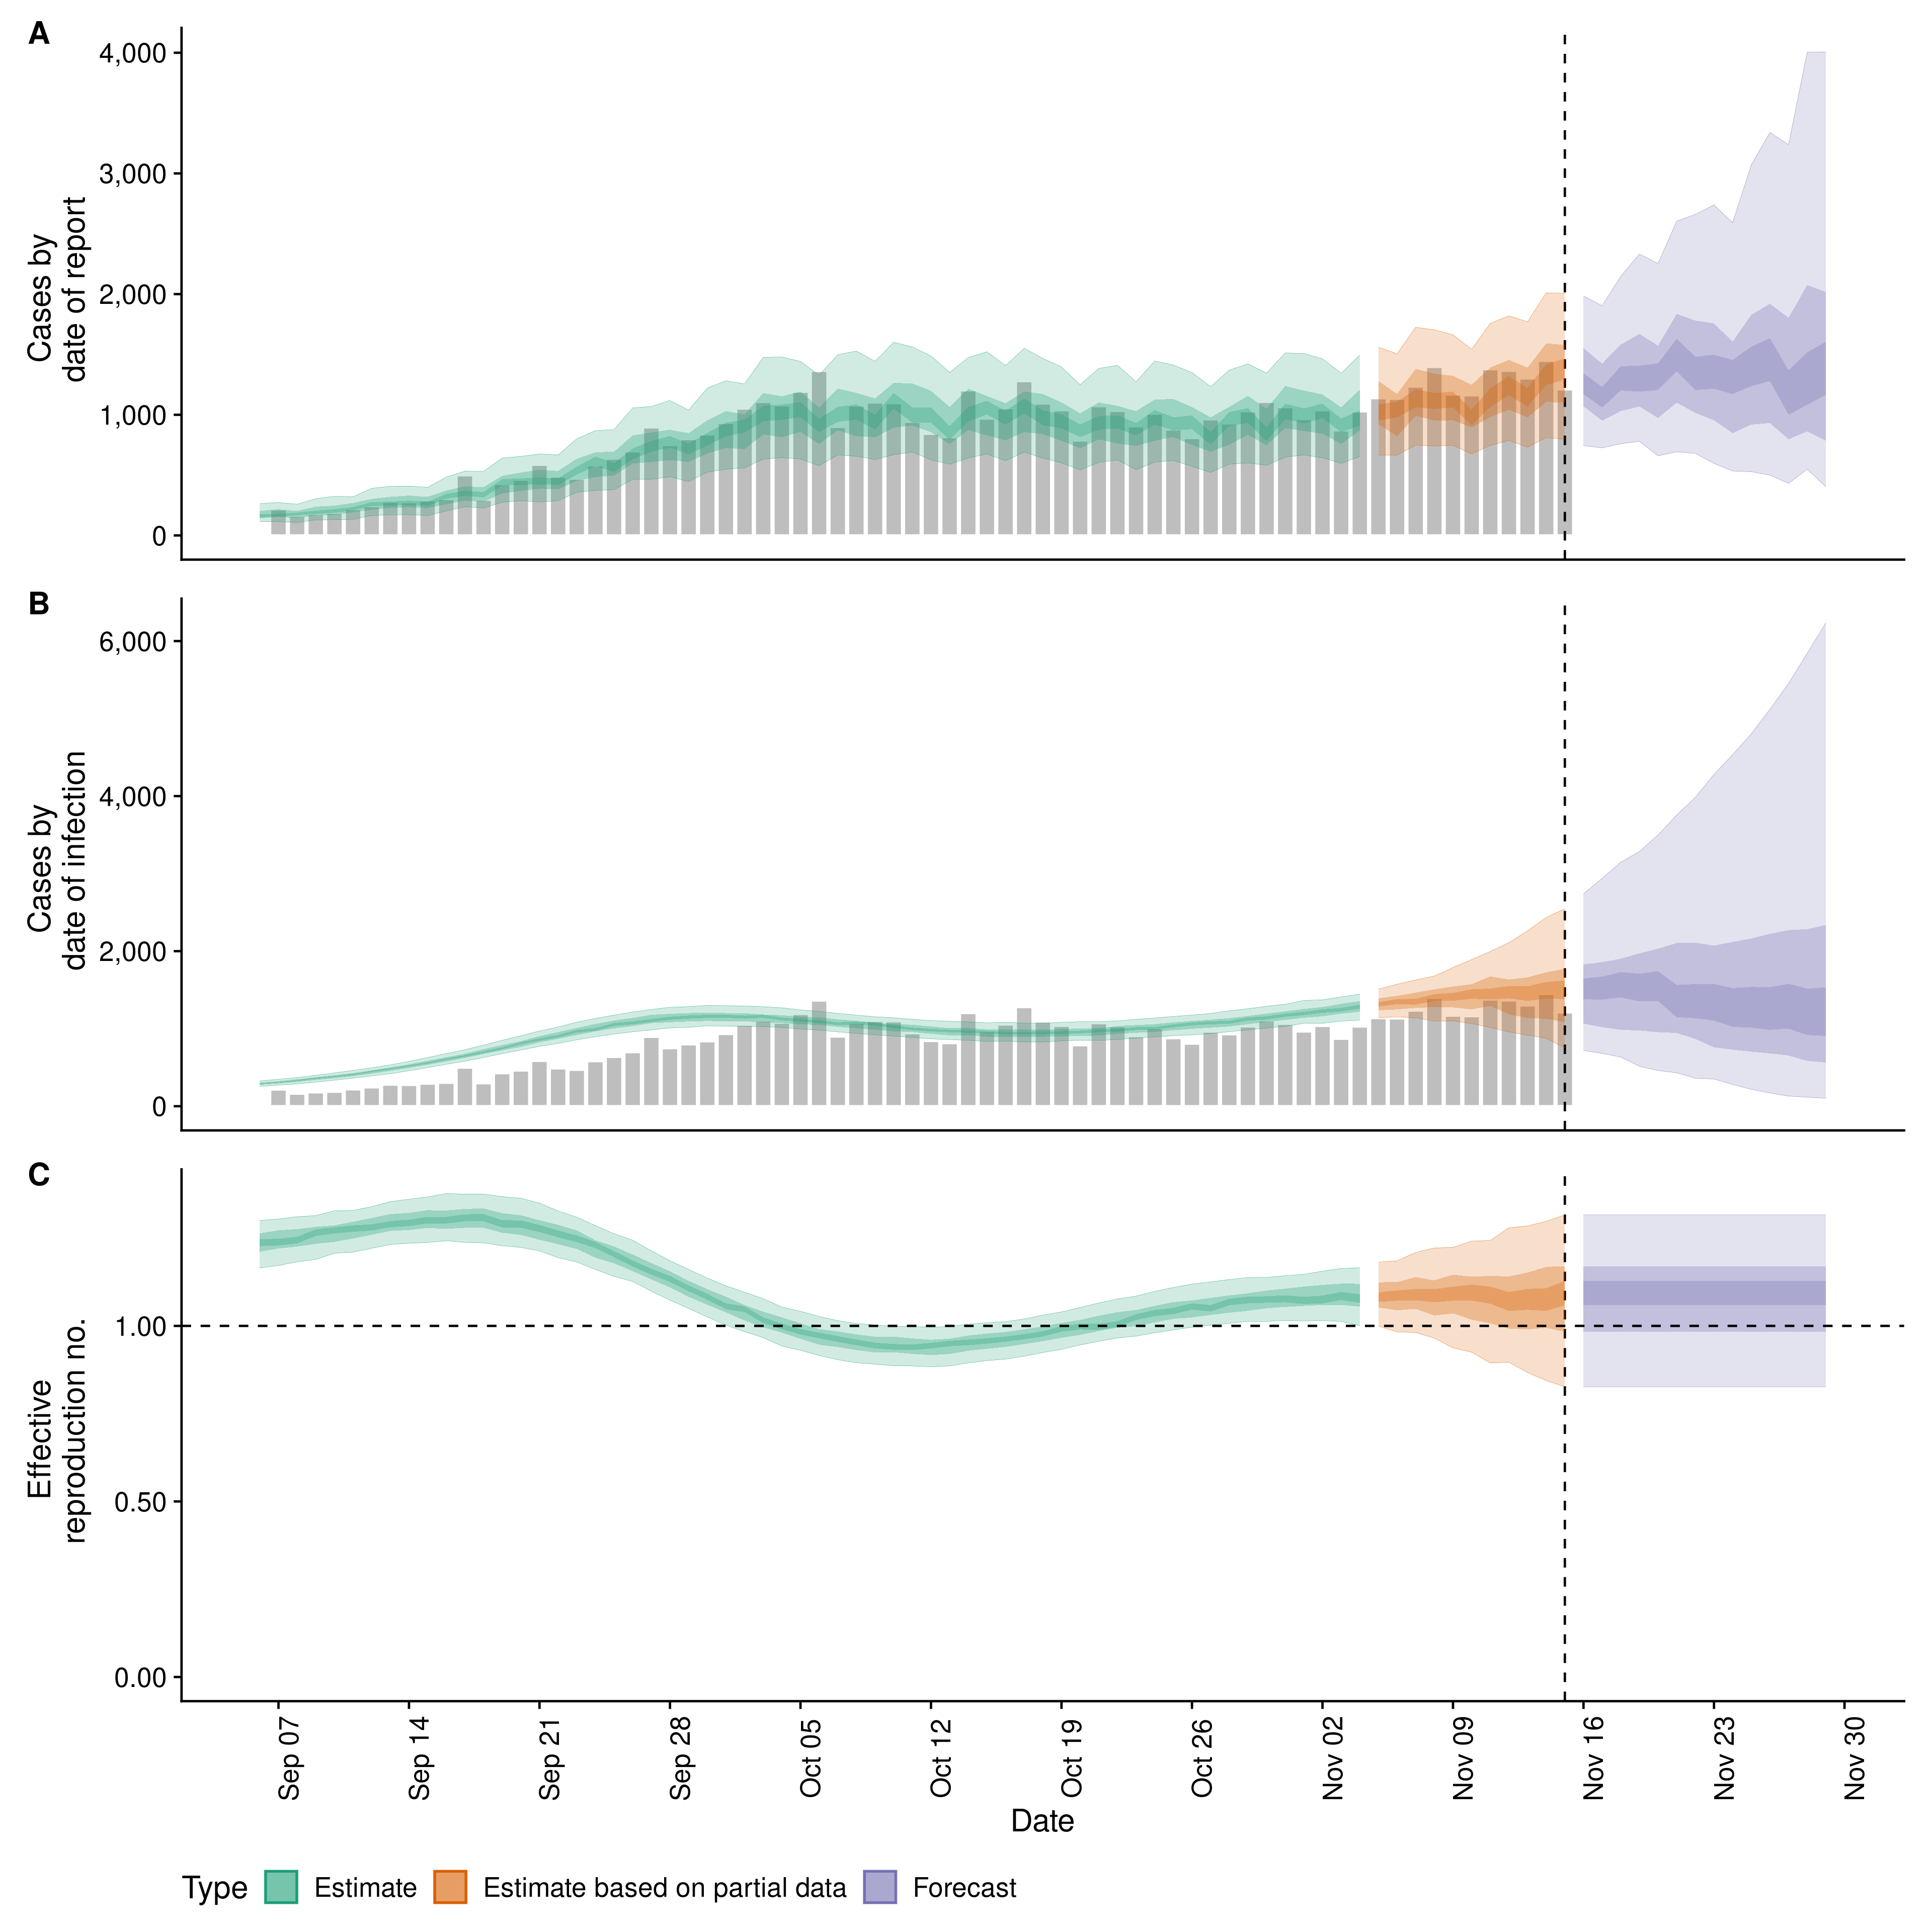 A
4,000
3,000
2,000
1,000
0
Cases by
date of report
B
6,000
4,000
2,000
0
Cases by
date of infection
C
1.00
0.50
0.00
Effective
reproduction no.
Sep 07
Sep 14
Sep 21
Sep 28
Oct 05
Oct 12
Oct 19
Oct 26
Nov 02
Nov 09
Nov 16
Nov 23
Nov 30
Date
Type Estimate Estimate based on partial data Forecast